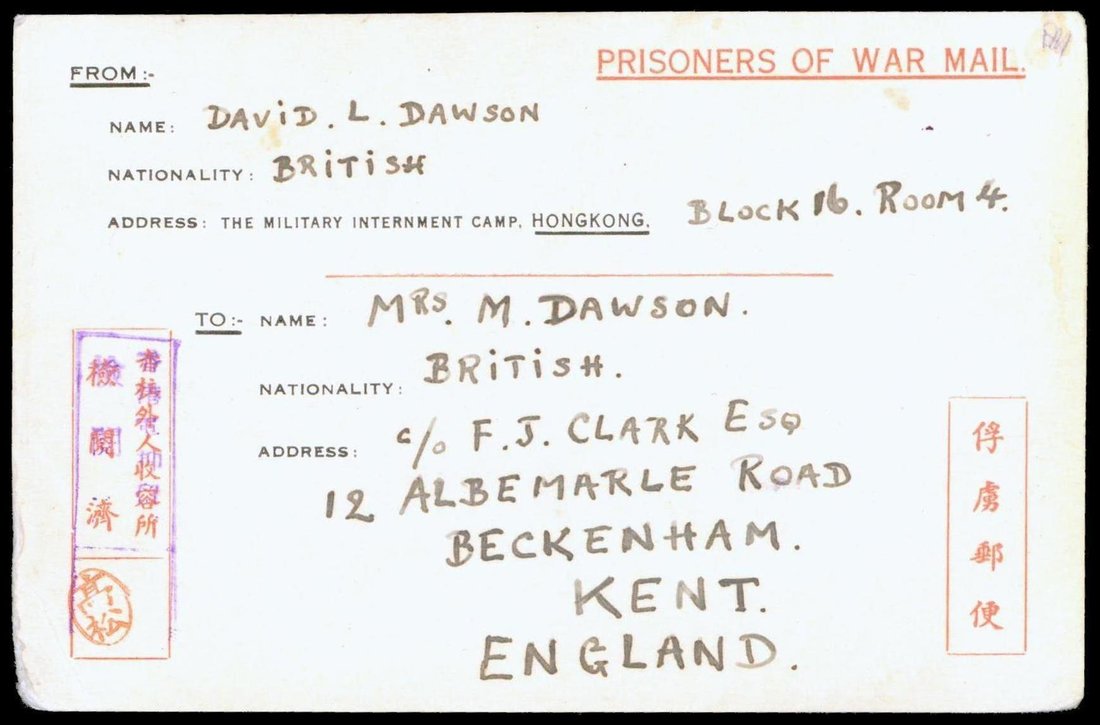 PRISONERS OF WAR MAIL.
FROM:-
NAME: DAVID. L. DAWSON
NATIONALITY: BRITISH
ADDRESS: THE MILITARY INTERNMENT CAMP, HONGKONG. BLOCK 16. ROOM 4.
TO:- NAME: MRS. M. DAWSON.
NATIONALITY: BRITISH.
ADDRESS: c/o F.J. CLARK ESQ
12 ALBEMARLE ROAD
BECKENHAM.
KENT.
ENGLAND.
香港外人收容所
檢閲濟
俘虜郵便